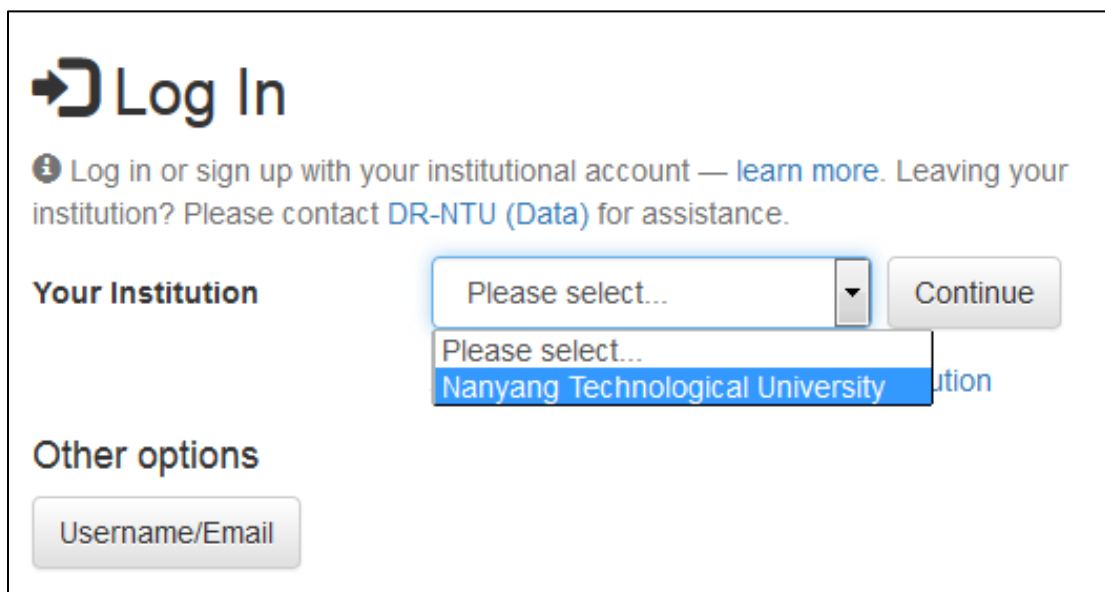 Log In
Log in or sign up with your institutional account — learn more. Leaving your
institution? Please contact DR-NTU (Data) for assistance.
Your Institution
Please select...
Continue
Please select...
Nanyang Technological University
Other options
Username/Email